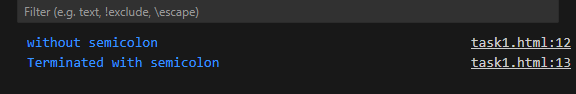 Filter (e.g. text, !exclude, \escape)
without semicolon task1.html:12
Terminated with semicolon task1.html:13